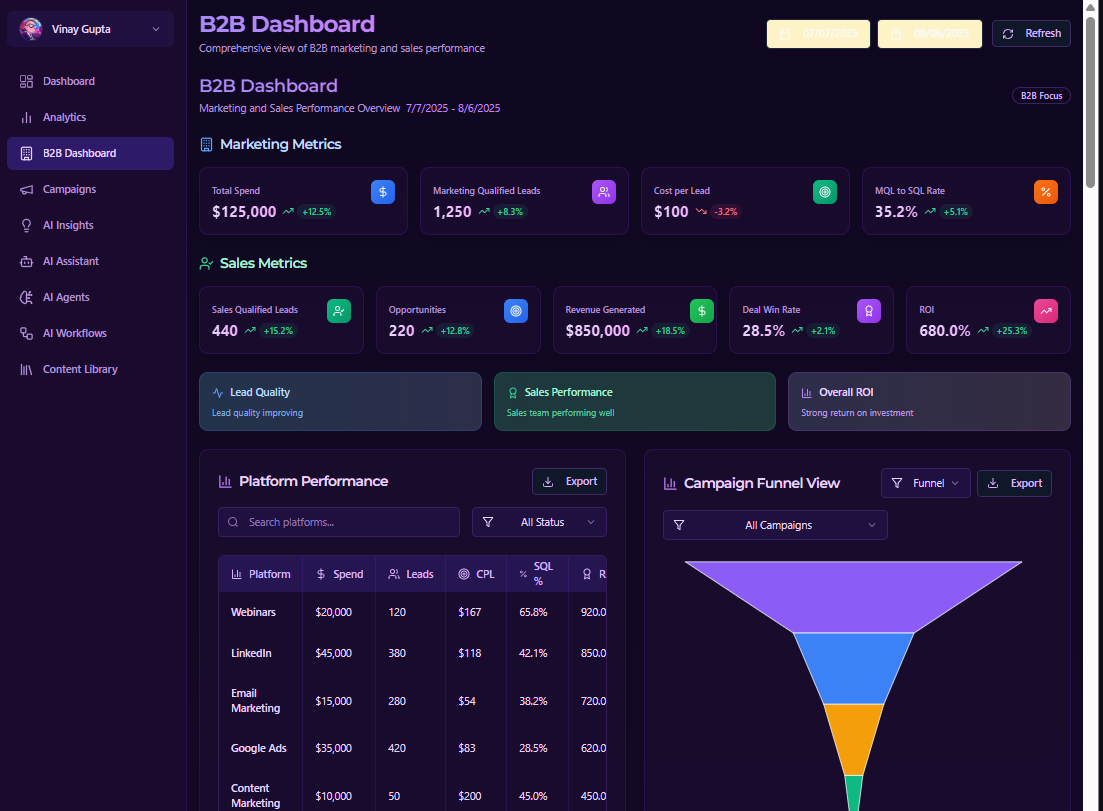 Vinay Gupta
Dashboard
Analytics
B2B Dashboard
Campaigns
AI Insights
AI Assistant
AI Agents
AI Workflows
Content Library
B2B Dashboard
Comprehensive view of B2B marketing and sales performance
07/07/2025
08/06/2025
Refresh
B2B Dashboard
Marketing and Sales Performance Overview 7/7/2025 - 8/6/2025
B2B Focus
Marketing Metrics
Total Spend
$125,000 +12.5%
Marketing Qualified Leads
1,250 +8.3%
Cost per Lead
$100 -3.2%
MQL to SQL Rate
35.2% +5.1%
Sales Metrics
Sales Qualified Leads
440 +15.2%
Opportunities
220 +12.8%
Revenue Generated
$850,000 +18.5%
Deal Win Rate
28.5% +2.1%
ROI
680.0% +25.3%
Lead Quality
Lead quality improving
Sales Performance
Sales team performing well
Overall ROI
Strong return on investment
Platform Performance
Export
Search platforms...
All Status
Platform Spend Leads CPL SQL % R
Webinars $20,000 120 $167 65.8% 920.0
LinkedIn $45,000 380 $118 42.1% 850.0
Email Marketing $15,000 280 $54 38.2% 720.0
Google Ads $35,000 420 $83 28.5% 620.0
Content Marketing $10,000 50 $200 45.0% 450.0
Campaign Funnel View
Funnel
Export
All Campaigns